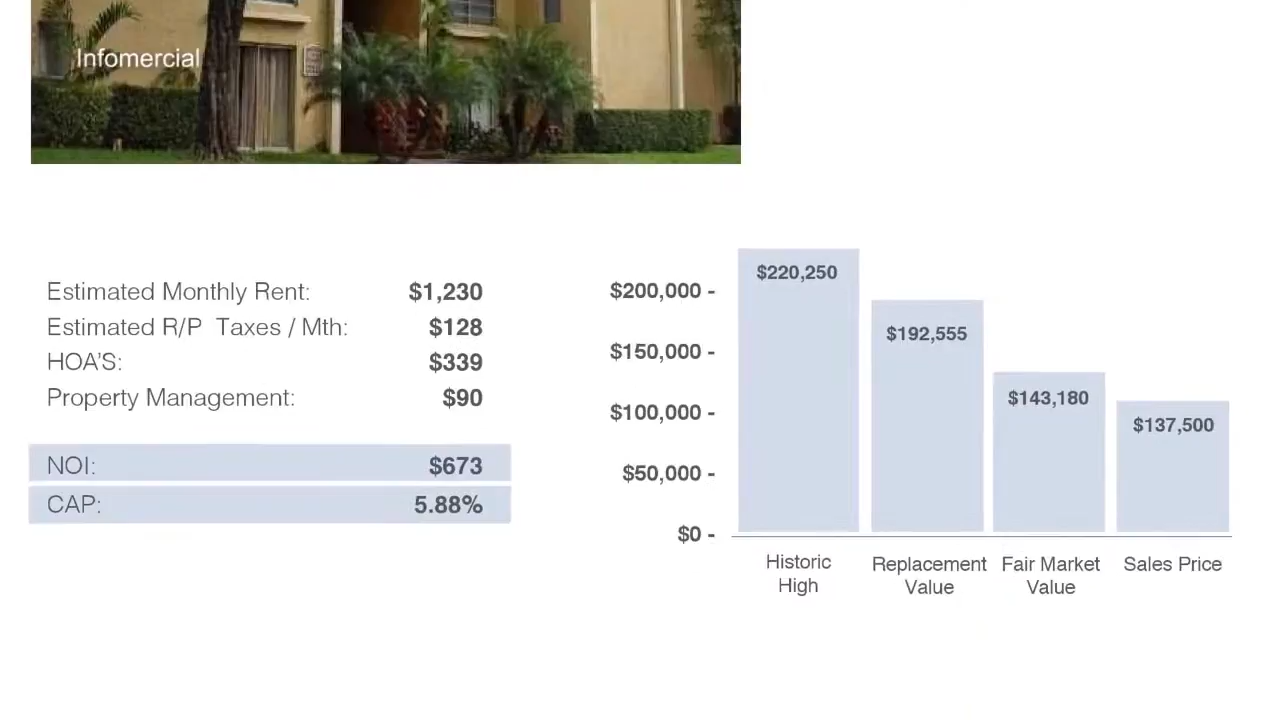 Infomercial
Estimated Monthly Rent: $1,230
Estimated R/P Taxes / Mth: $128
HOA'S: $339
Property Management: $90
NOI: $673
CAP: 5.88%
$200,000 -
$150,000 -
$100,000 -
$50,000 -
$0 -
$220,250
$192,555
$143,180
$137,500
Historic
High
Replacement
Value
Fair Market
Value
Sales Price